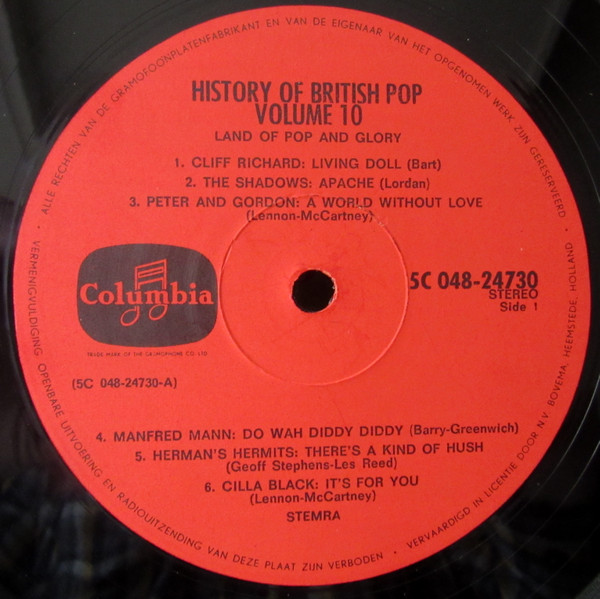 ALLE RECHTEN VAN DE GRAMOFOONPLATENFABRIKANT EN VAN DE EIGENAAR VAN HET OPGENOMEN WERK ZIJN GERESERVEERD •
HISTORY OF BRITISH POP
VOLUME 10
LAND OF POP AND GLORY
1. CLIFF RICHARD: LIVING DOLL (Bart)
2. THE SHADOWS: APACHE (Lordan)
3. PETER AND GORDON: A WORLD WITHOUT LOVE
(Lennon-McCartney)
Columbia
TRADE MARK OF THE GRAMOPHONE CO. LTD
5C 048-24730
STEREO
Side 1
(5C 048-24730-A)
4. MANFRED MANN: DO WAH DIDDY DIDDY (Barry-Greenwich)
5. HERMAN'S HERMITS: THERE'S A KIND OF HUSH
(Geoff Stephens-Les Reed)
6. CILLA BLACK: IT'S FOR YOU
(Lennon-McCartney)
STEMRA
• VERMENIGVULDIGING OPENBARE UITVOERING EN RADIOUITZENDING VAN DEZE PLAAT ZIJN VERBODEN • VERVAARDIGD IN LICENTIE DOOR N.V. BOVEMA, HEEMSTEDE, HOLLAND